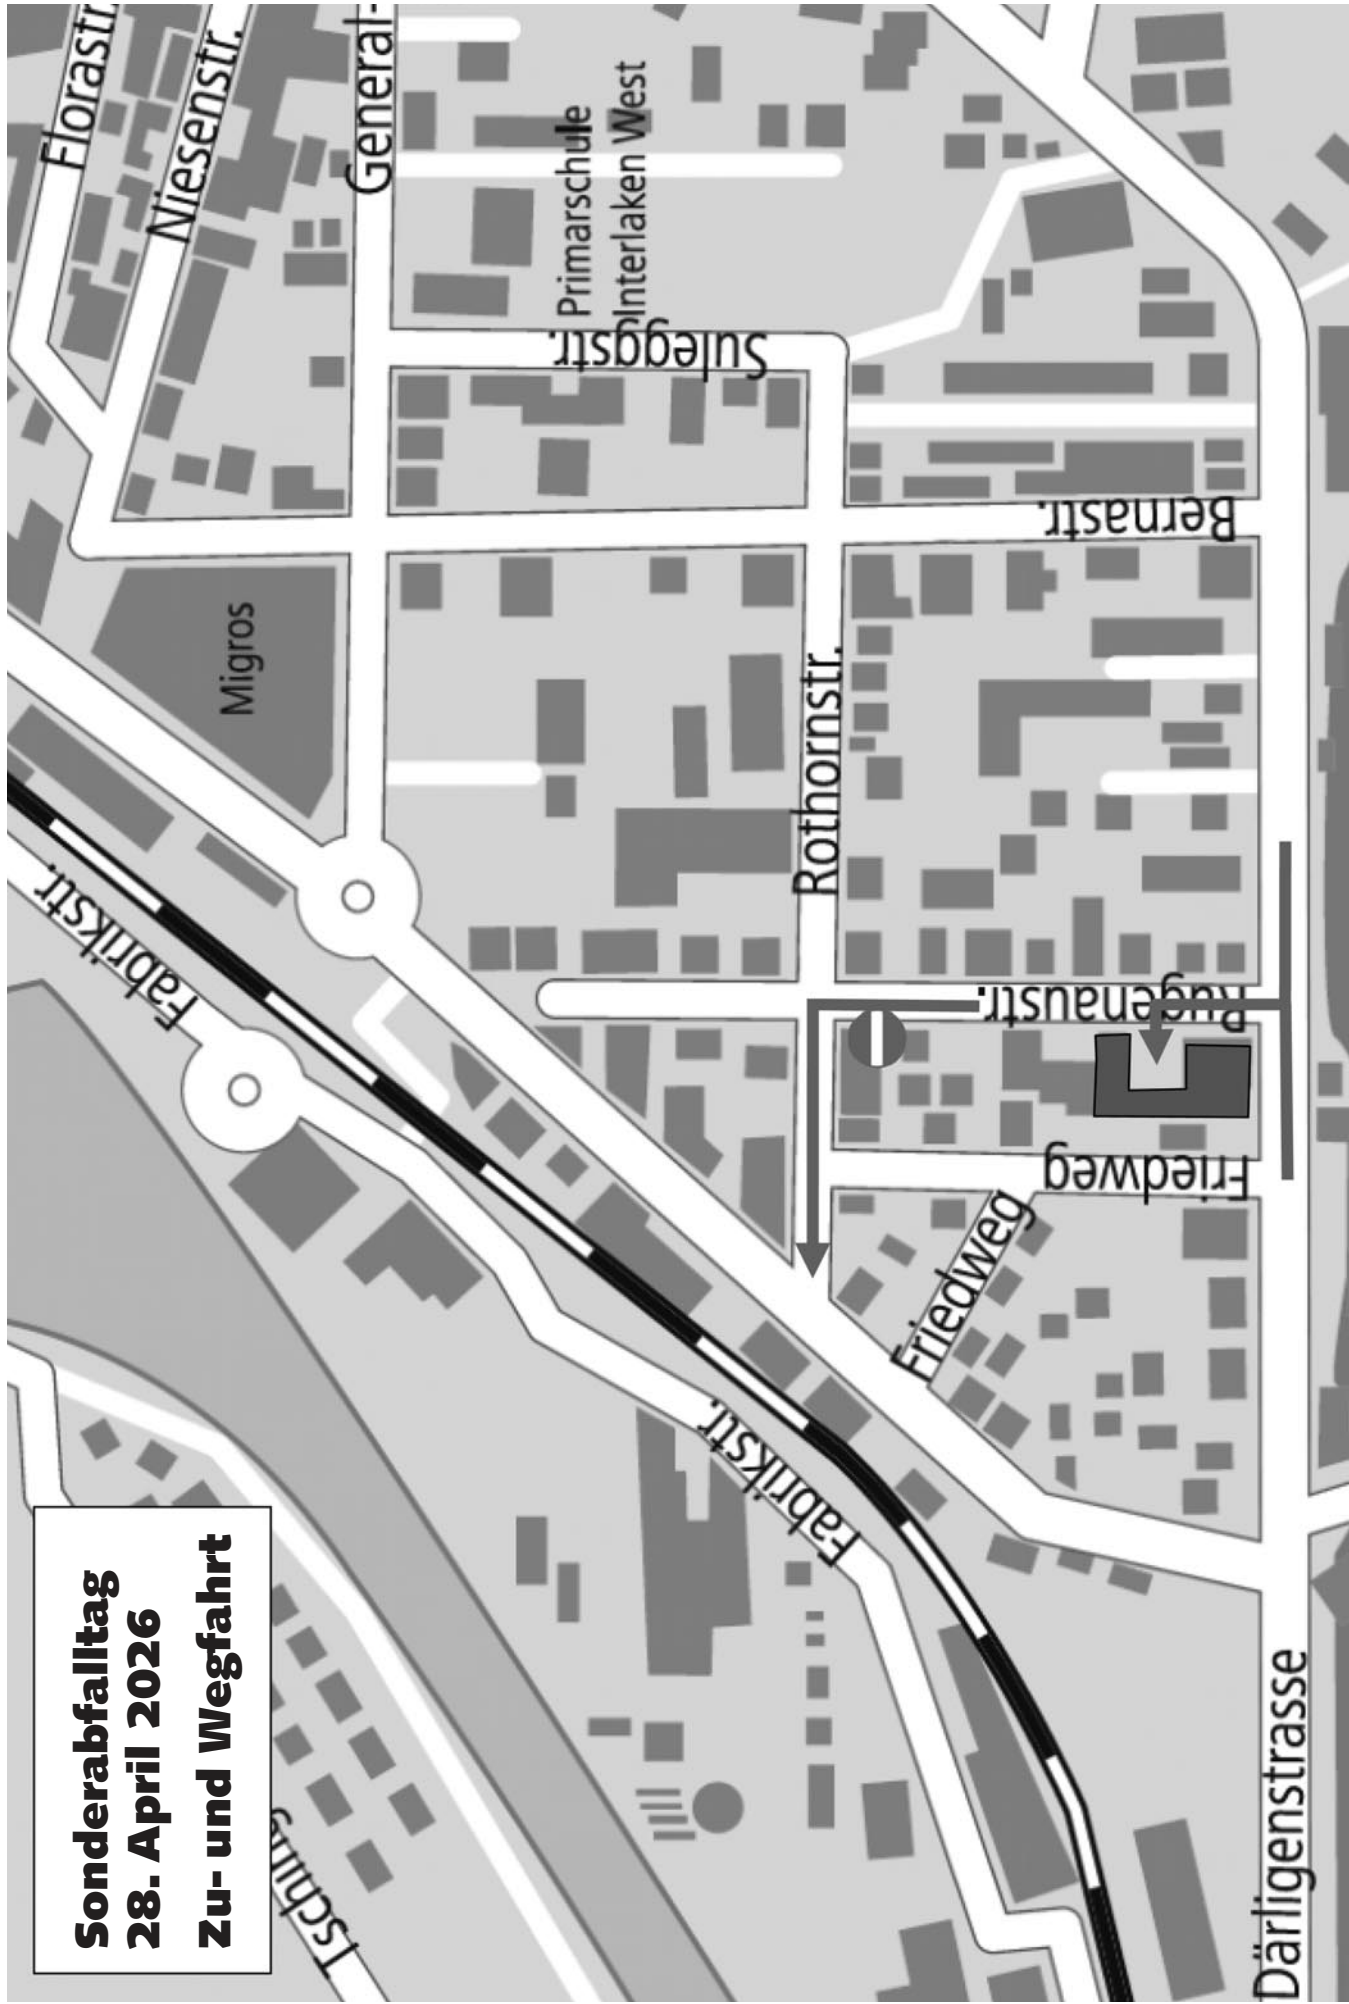 Sonderabfalltag
28. April 2026
Zu- und Wegfahrt
Florastr.
Niesenstr.
General-
Primarschule
Interlaken West
Suleggstr.
Bernastr.
Migros
Rothornstr.
Fabrikstr.
Rugenaustr.
Friedweg
Friedweg
Fabrikstr.
Därligenstrasse
Tsching